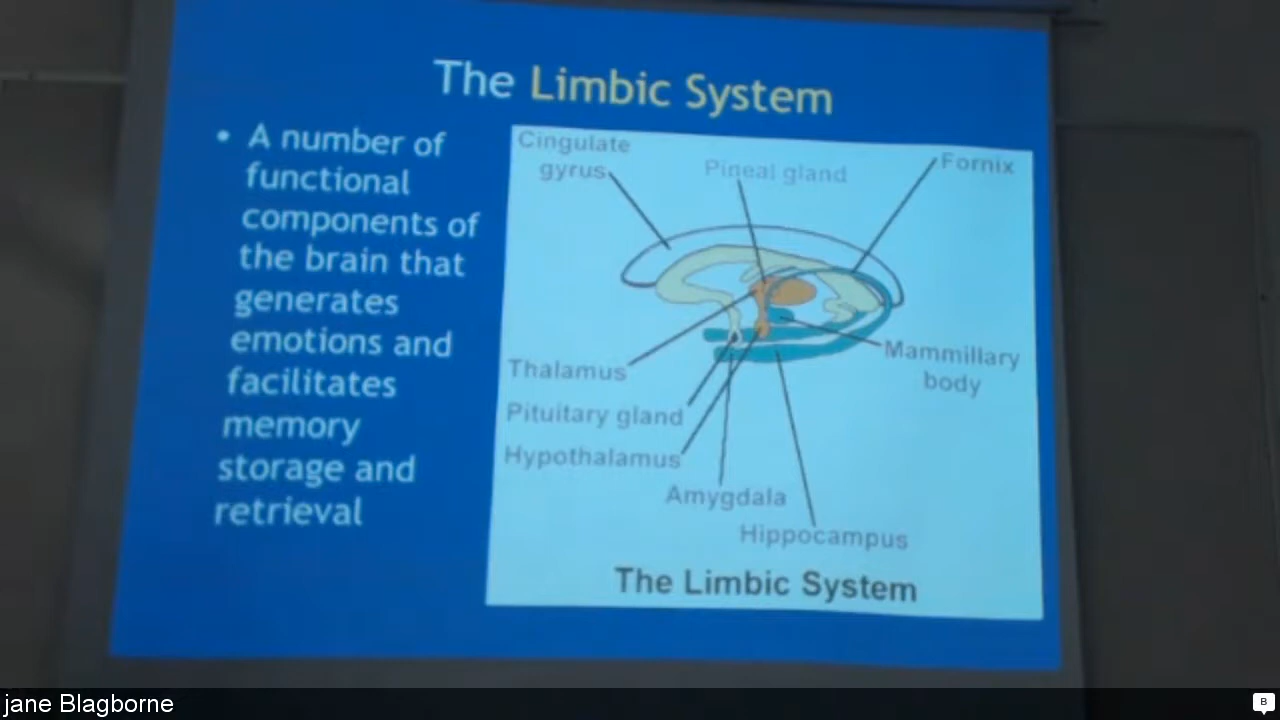 The Limbic System
• A number of
functional
components of
the brain that
generates
emotions and
facilitates
memory
storage and
retrieval
Cingulate
gyrus
Pineal gland
Fornix
Thalamus
Mammillary
body
Pituitary gland
Hypothalamus
Amygdala
Hippocampus
The Limbic System
jane Blagborne
B